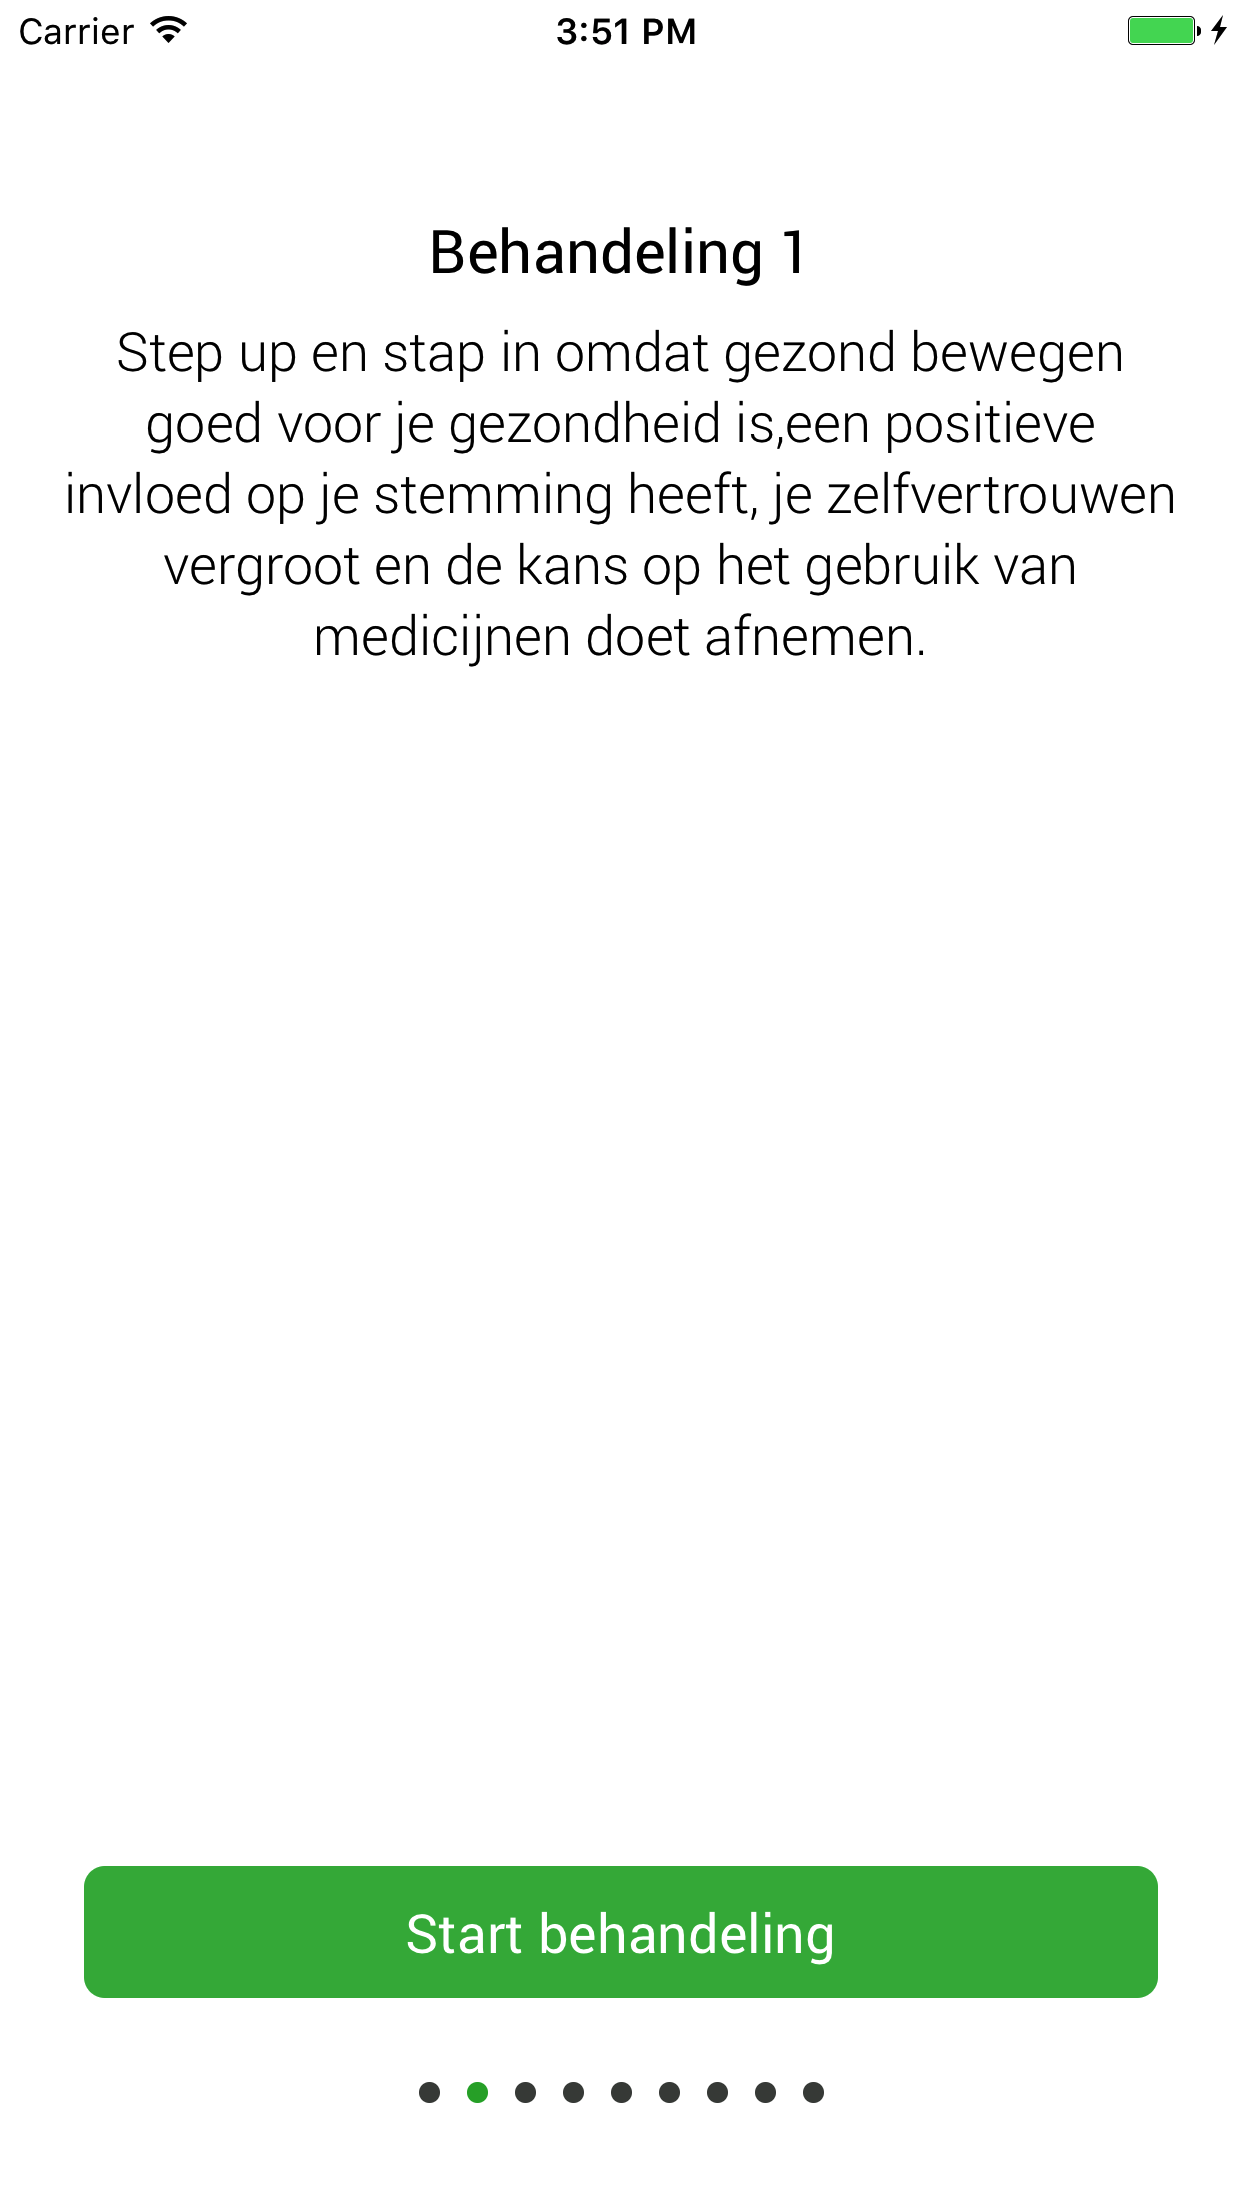 Carrier 3:51 PM
Behandeling 1
Step up en stap in omdat gezond bewegen
goed voor je gezondheid is,een positieve
invloed op je stemming heeft, je zelfvertrouwen
vergroot en de kans op het gebruik van
medicijnen doet afnemen.
Start behandeling